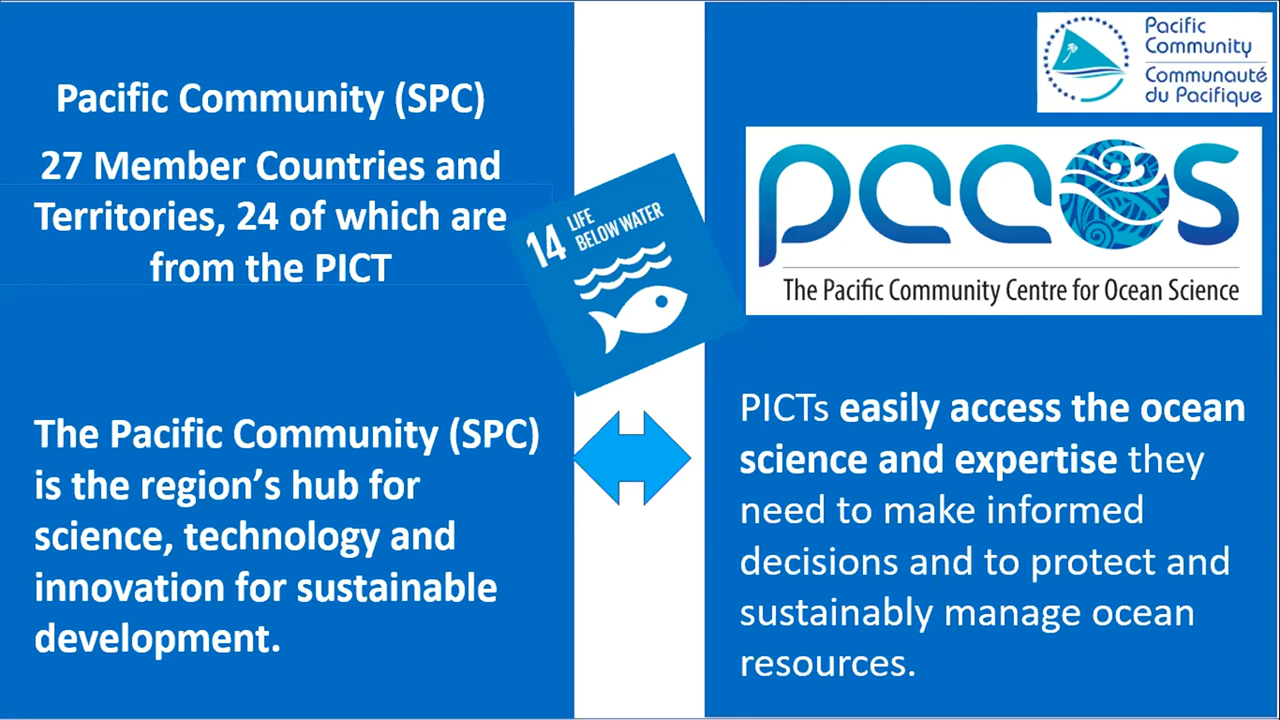 Pacific Community (SPC)
27 Member Countries and
Territories, 24 of which are
from the PICT
The Pacific Community (SPC)
is the region's hub for
science, technology and
innovation for sustainable
development.
14 LIFE
BELOW WATER
Pacific
Community
Communauté
du Pacifique
pccos
The Pacific Community Centre for Ocean Science
PICTs easily access the ocean
science and expertise they
need to make informed
decisions and to protect and
sustainably manage ocean
resources.